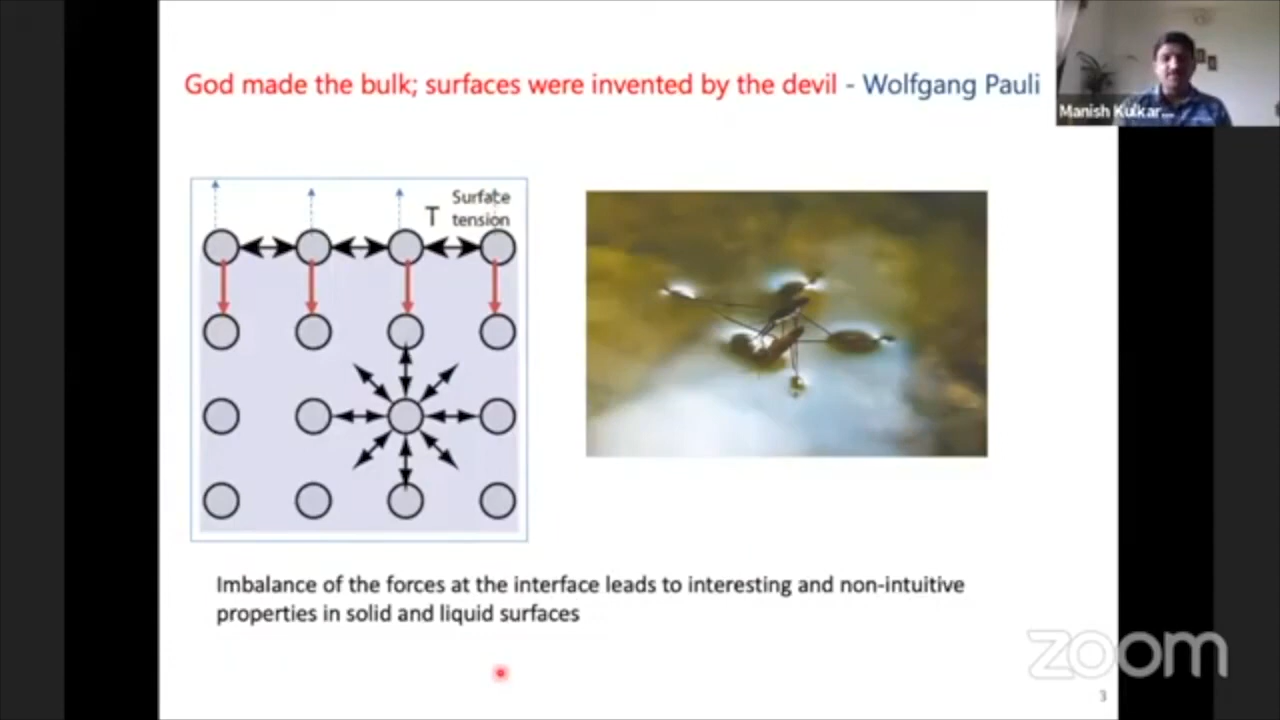 God made the bulk; surfaces were invented by the devil - Wolfgang Pauli
Manish Kulkar...
Surface
T tension
Imbalance of the forces at the interface leads to interesting and non-intuitive
properties in solid and liquid surfaces
zoom
3